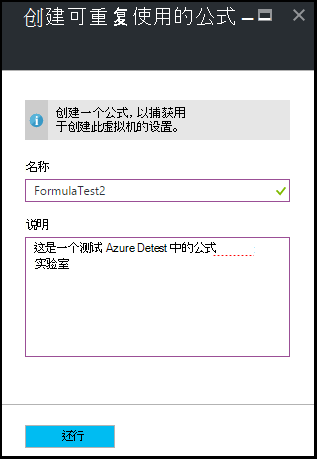 创建可重复使用的公式
创建一个公式，以捕获用
于创建此虚拟机的设置。
名称
FormulaTest2
说明
这是一个测试 Azure Detest 中的公式
实验室
还行